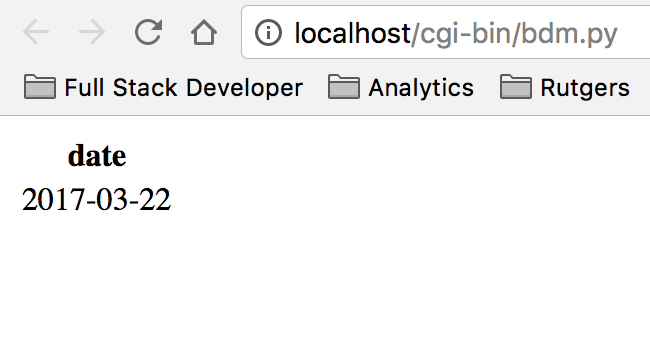 localhost/cgi-bin/bdm.py
Full Stack Developer Analytics Rutgers
date
2017-03-22